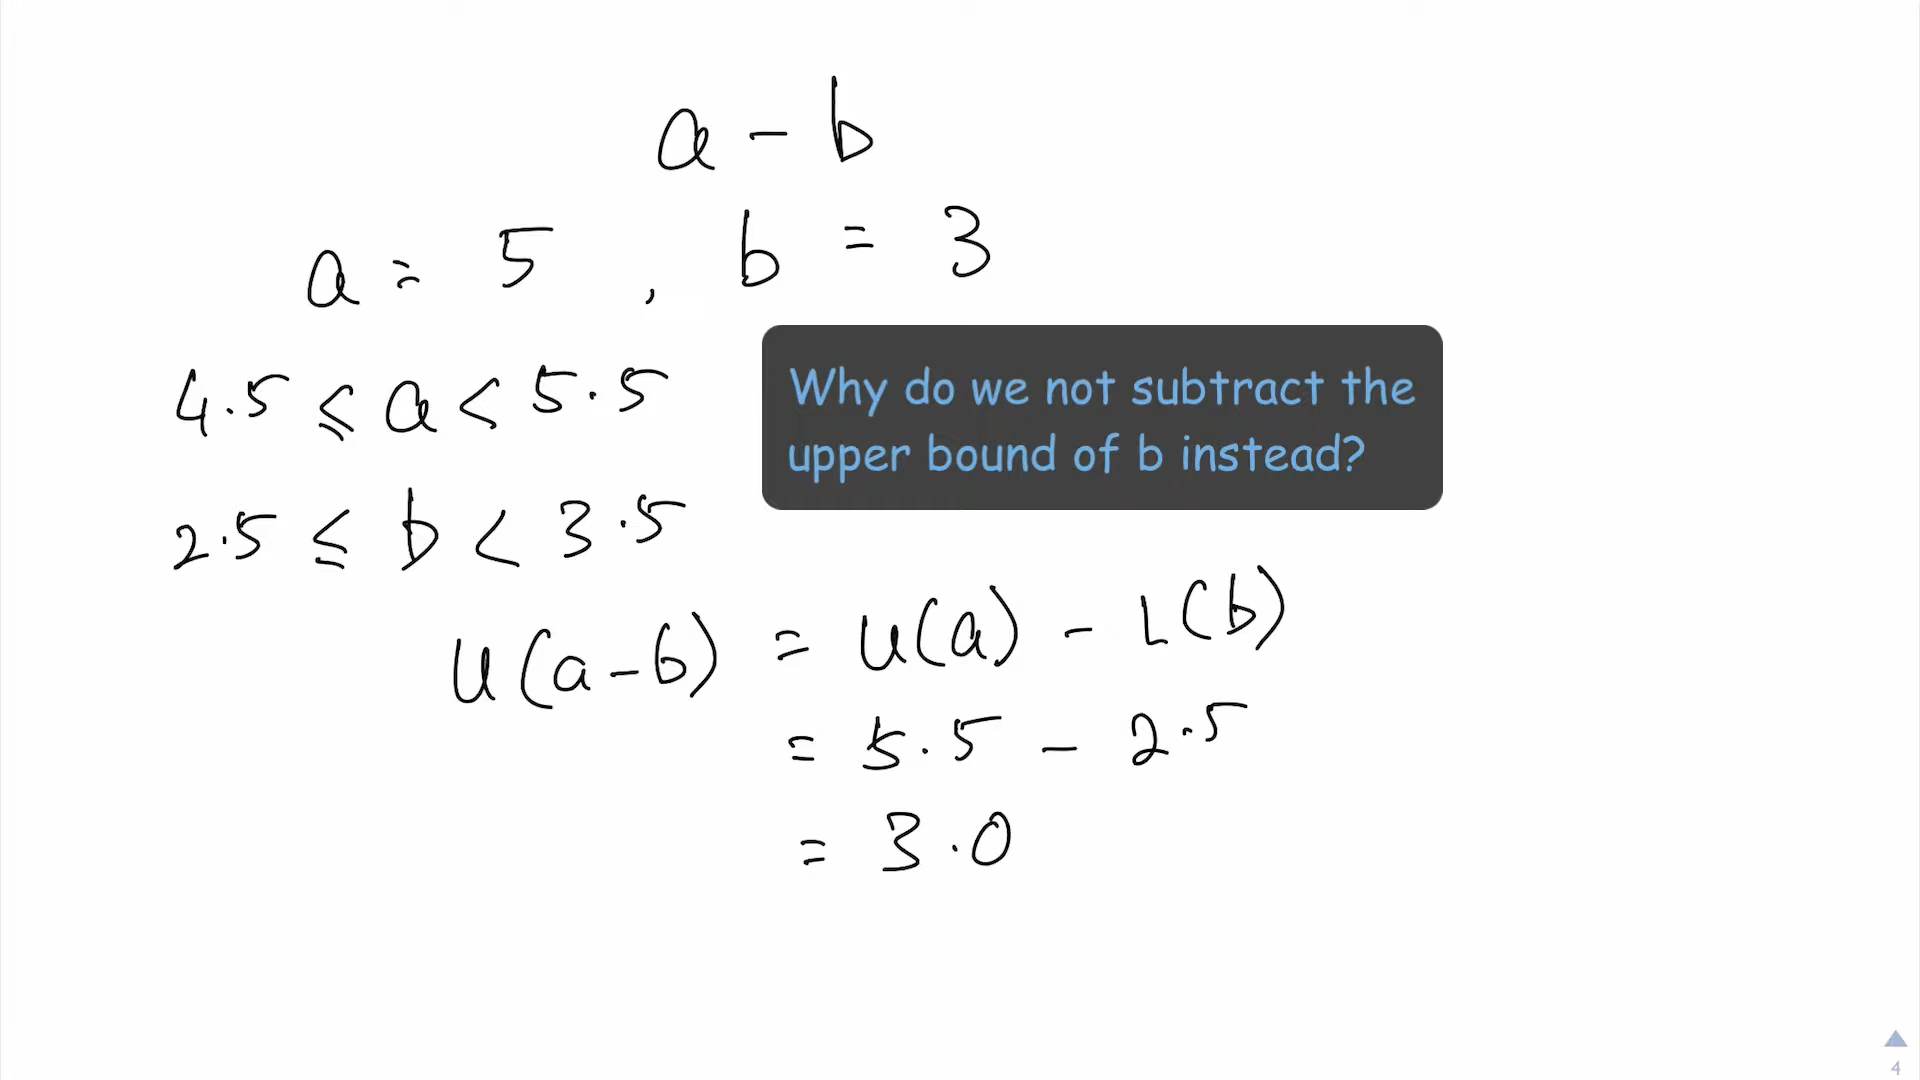 a - b
a = 5 , b = 3
4.5 ≤ a < 5.5
Why do we not subtract the
upper bound of b instead?
2.5 ≤ b < 3.5
U(a-b) = U(a) - L(b)
= 5.5 - 2.5
= 3.0
4